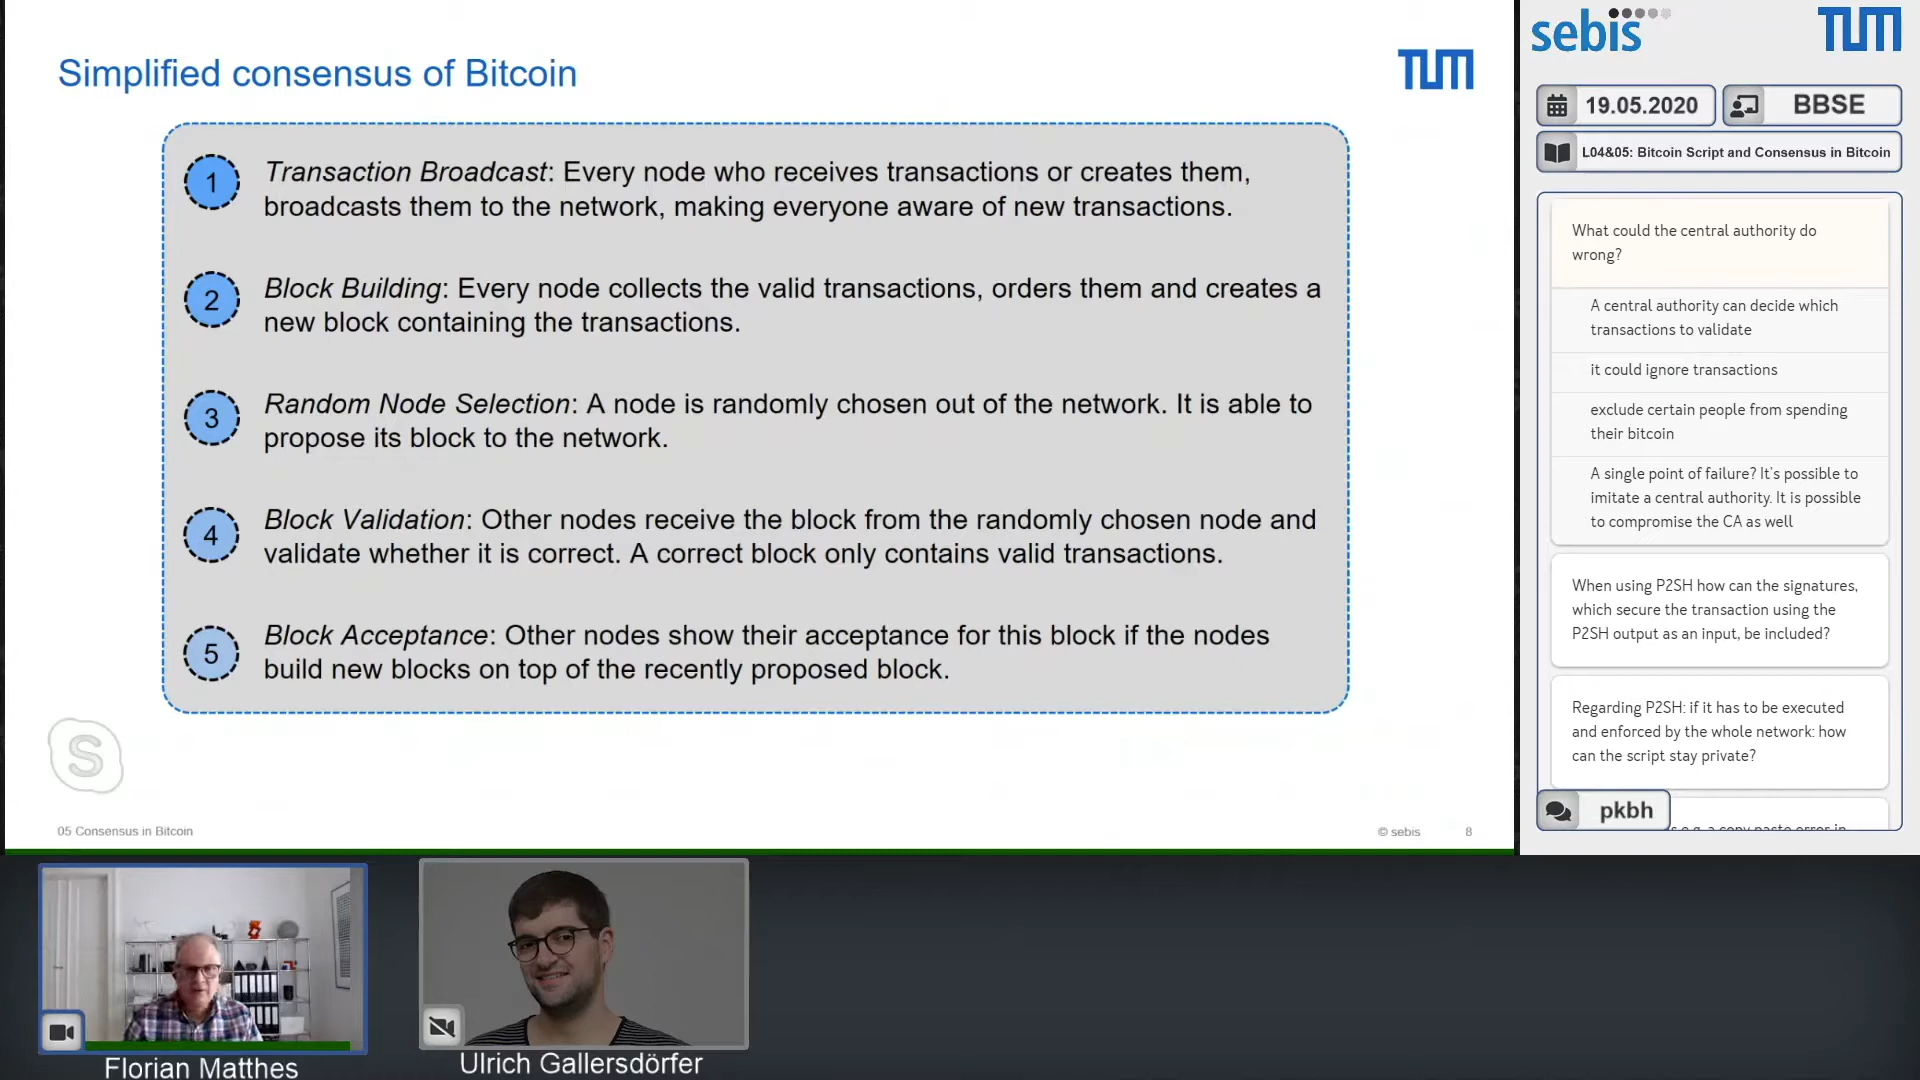 Simplified consensus of Bitcoin
TUM
1
Transaction Broadcast: Every node who receives transactions or creates them,
broadcasts them to the network, making everyone aware of new transactions.
2
Block Building: Every node collects the valid transactions, orders them and creates a
new block containing the transactions.
3
Random Node Selection: A node is randomly chosen out of the network. It is able to
propose its block to the network.
4
Block Validation: Other nodes receive the block from the randomly chosen node and
validate whether it is correct. A correct block only contains valid transactions.
5
Block Acceptance: Other nodes show their acceptance for this block if the nodes
build new blocks on top of the recently proposed block.
S
05 Consensus in Bitcoin
© sebis
8
sebis
TUM
19.05.2020
BBSE
L04&05: Bitcoin Script and Consensus in Bitcoin
What could the central authority do
wrong?
A central authority can decide which
transactions to validate
it could ignore transactions
exclude certain people from spending
their bitcoin
A single point of failure? It's possible to
imitate a central authority. It is possible
to compromise the CA as well
When using P2SH how can the signatures,
which secure the transaction using the
P2SH output as an input, be included?
Regarding P2SH: if it has to be executed
and enforced by the whole network: how
can the script stay private?
pkbh
Florian Matthes
Ulrich Gallersdörfer